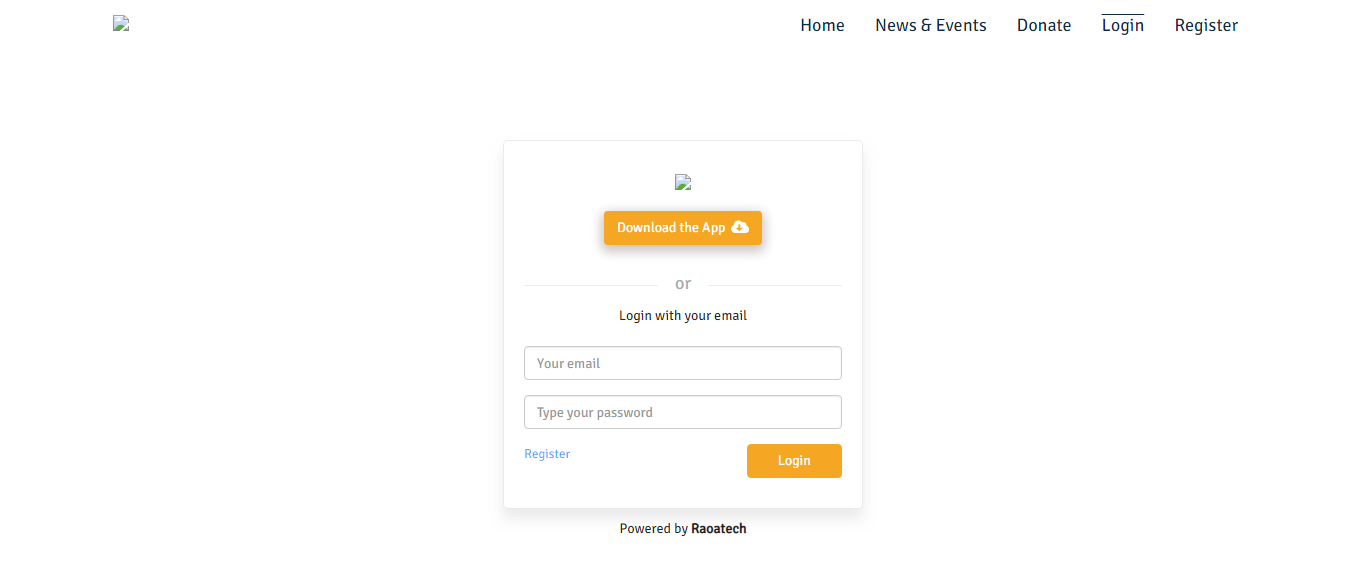 Home News & Events Donate Login Register
Download the App
or
Login with your email
Your email
Type your password
Register Login
Powered by Raoatech